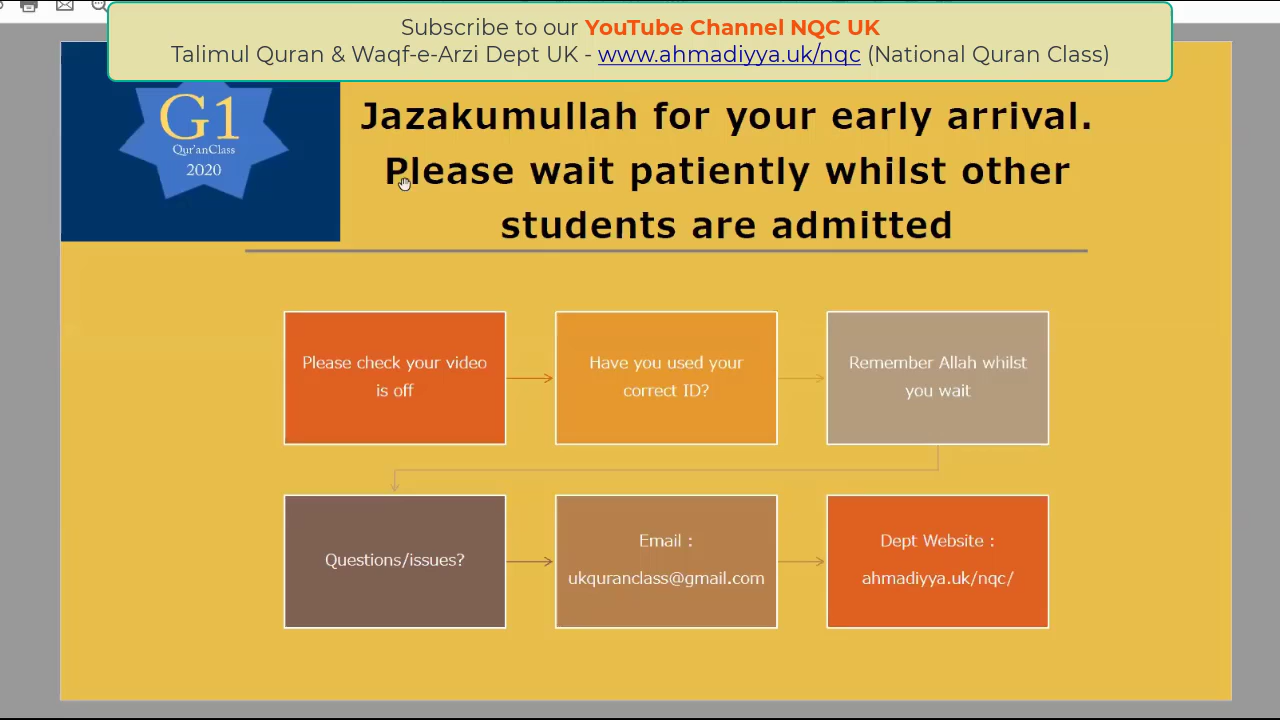 Subscribe to our YouTube Channel NQC UK
Talimul Quran & Waqf-e-Arzi Dept UK - www.ahmadiyya.uk/nqc (National Quran Class)
G1
Qur'anClass
2020
Jazakumullah for your early arrival.
Please wait patiently whilst other
students are admitted
Please check your video
is off
Have you used your
correct ID?
Remember Allah whilst
you wait
Questions/issues?
Email :
ukquranclass@gmail.com
Dept Website :
ahmadiyya.uk/nqc/